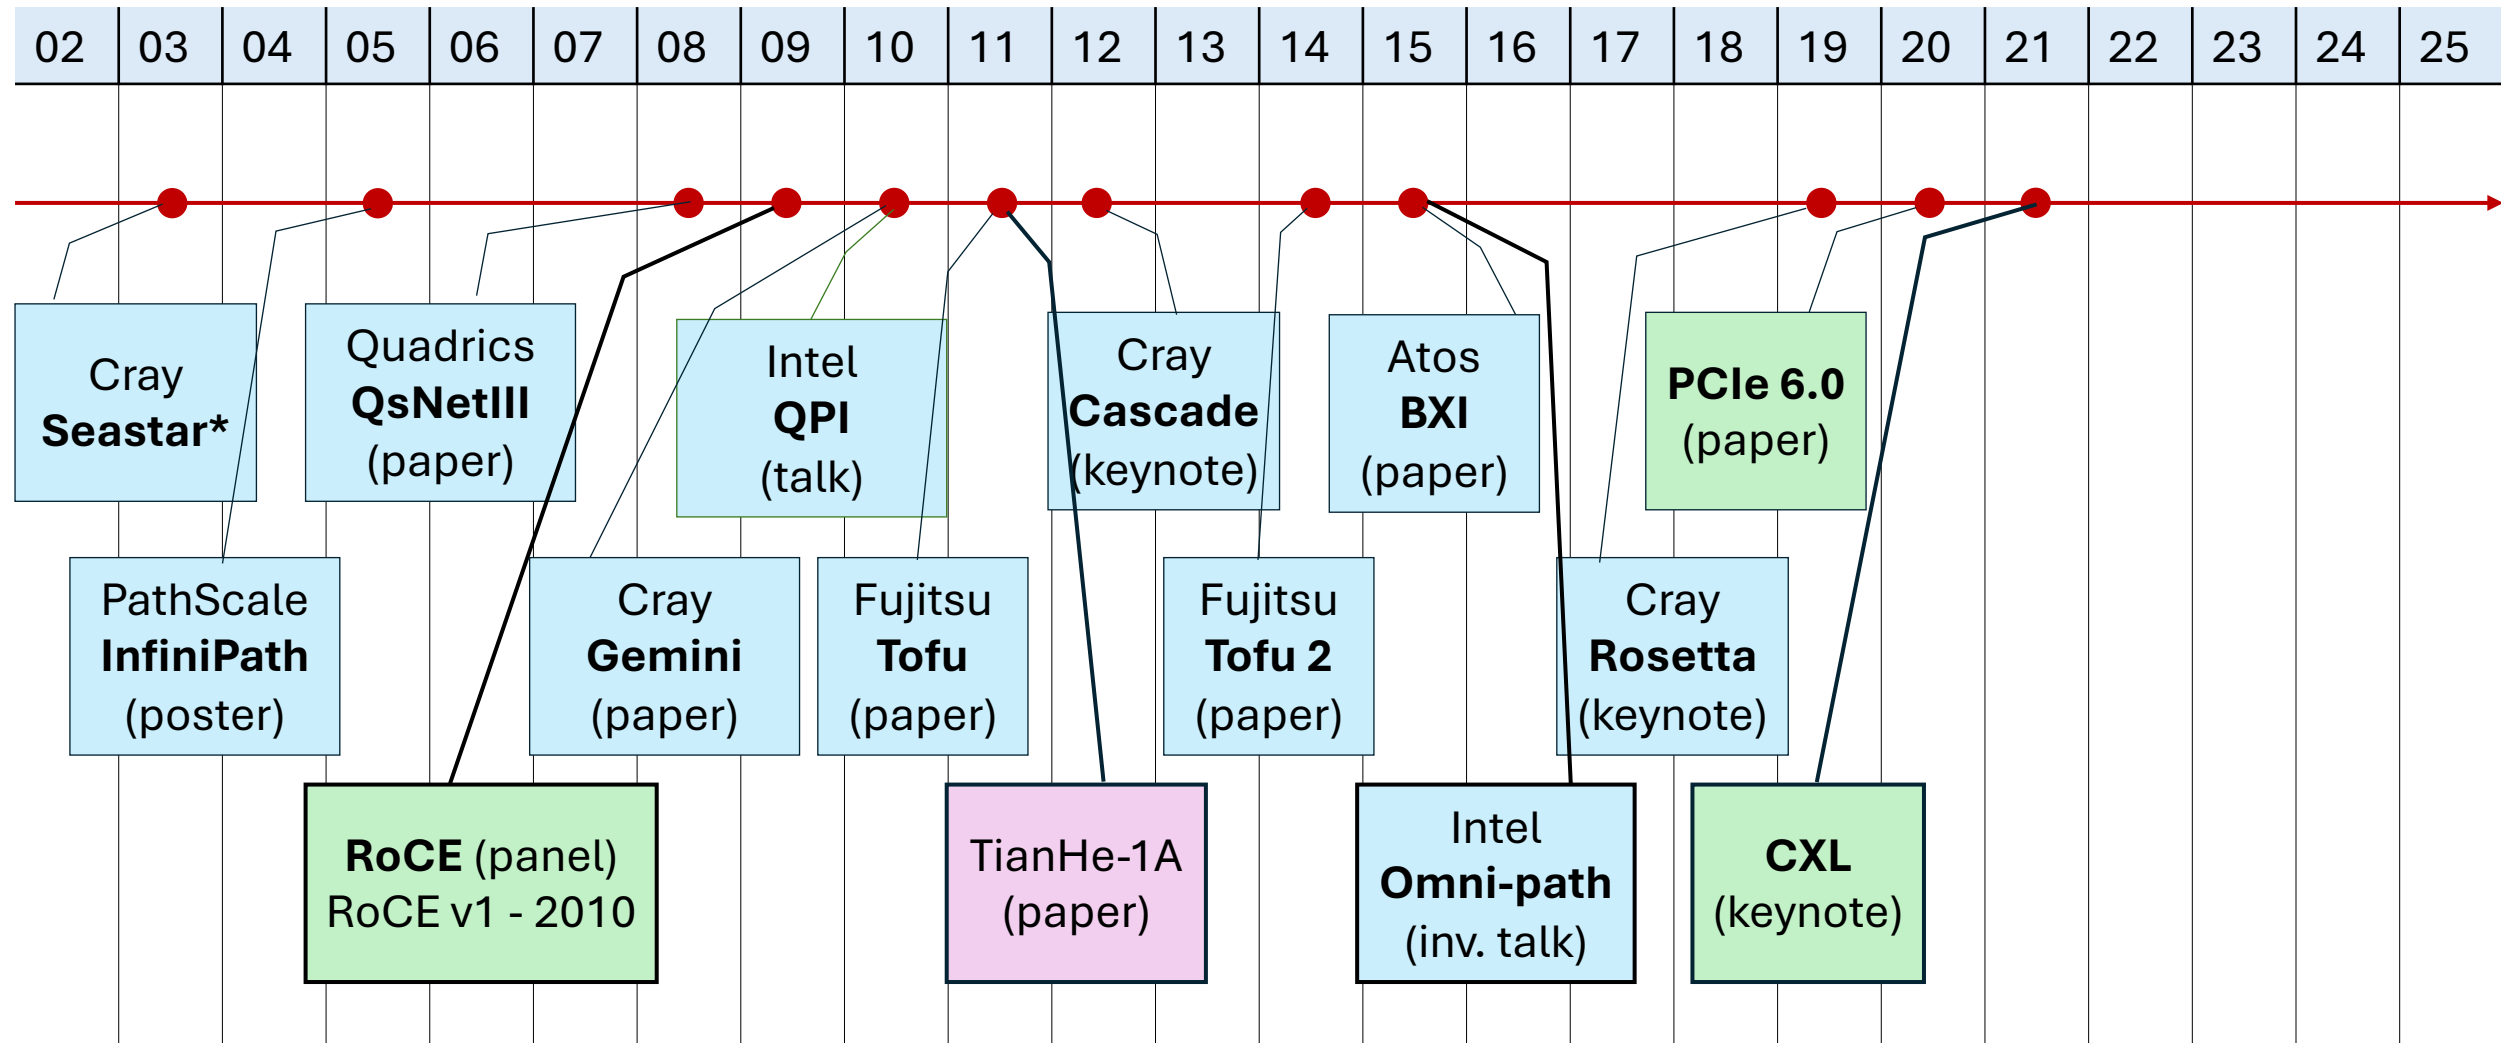 02 03 04 05 06 07 08 09 10 11 12 13 14 15 16 17 18 19 20 21 22 23 24 25
Cray
Seastar*
Quadrics
QsNetIII
(paper)
Intel
QPI
(talk)
Cray
Cascade
(keynote)
Atos
BXI
(paper)
PCIe 6.0
(paper)
PathScale
InfiniPath
(poster)
Cray
Gemini
(paper)
Fujitsu
Tofu
(paper)
Fujitsu
Tofu 2
(paper)
Cray
Rosetta
(keynote)
RoCE (panel)
RoCE v1 - 2010
TianHe-1A
(paper)
Intel
Omni-path
(inv. talk)
CXL
(keynote)